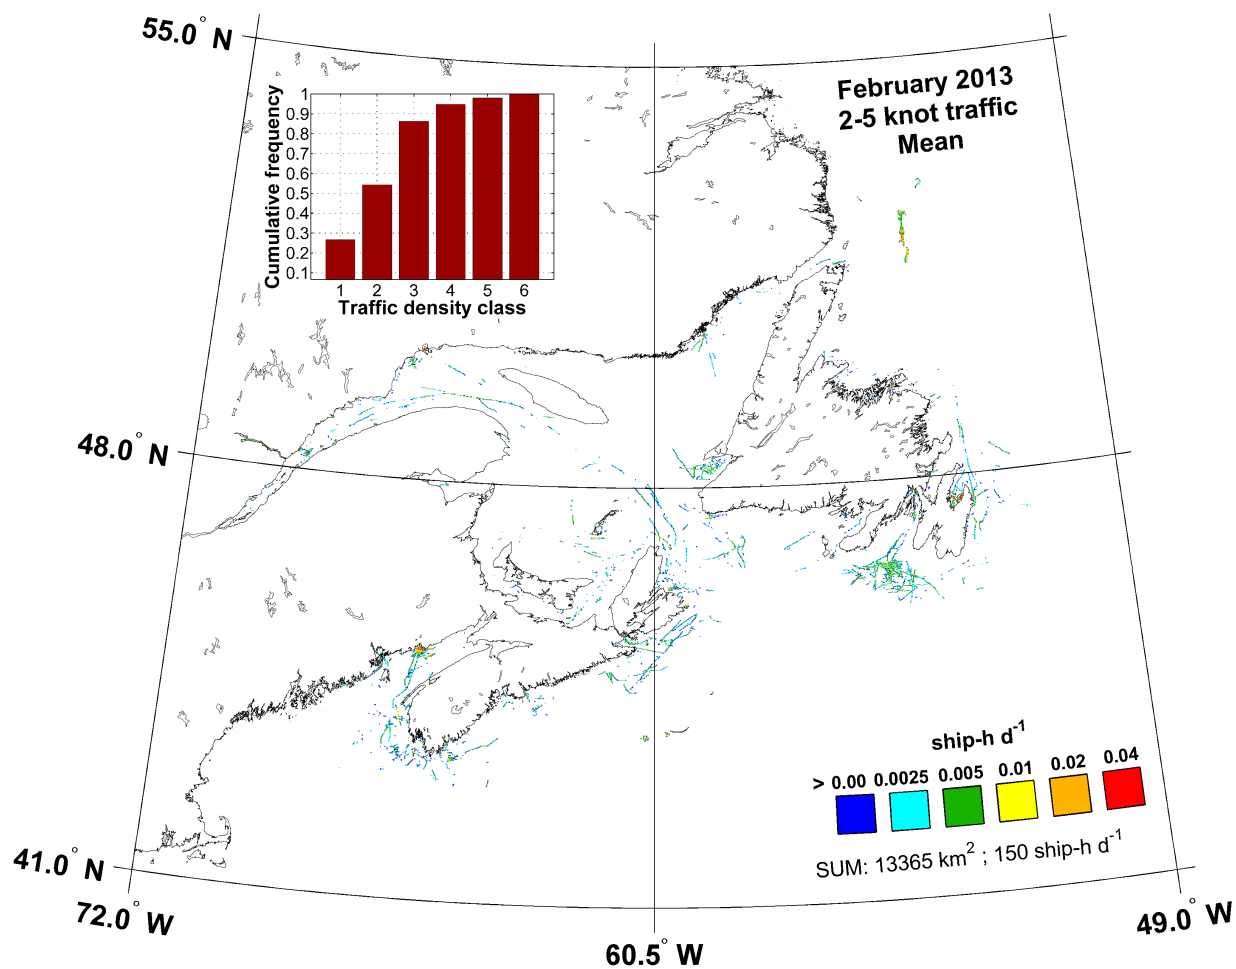 55.0° N
February 2013
2-5 knot traffic
Mean
Cumulative frequency
1
0.9
0.8
0.7
0.6
0.5
0.4
0.3
0.2
0.1
1 2 3 4 5 6
Traffic density class
48.0° N
ship-h d-1
> 0.00 0.0025 0.005 0.01 0.02 0.04
SUM: 13365 km2 ; 150 ship-h d-1
41.0° N
72.0° W
60.5° W
49.0° W